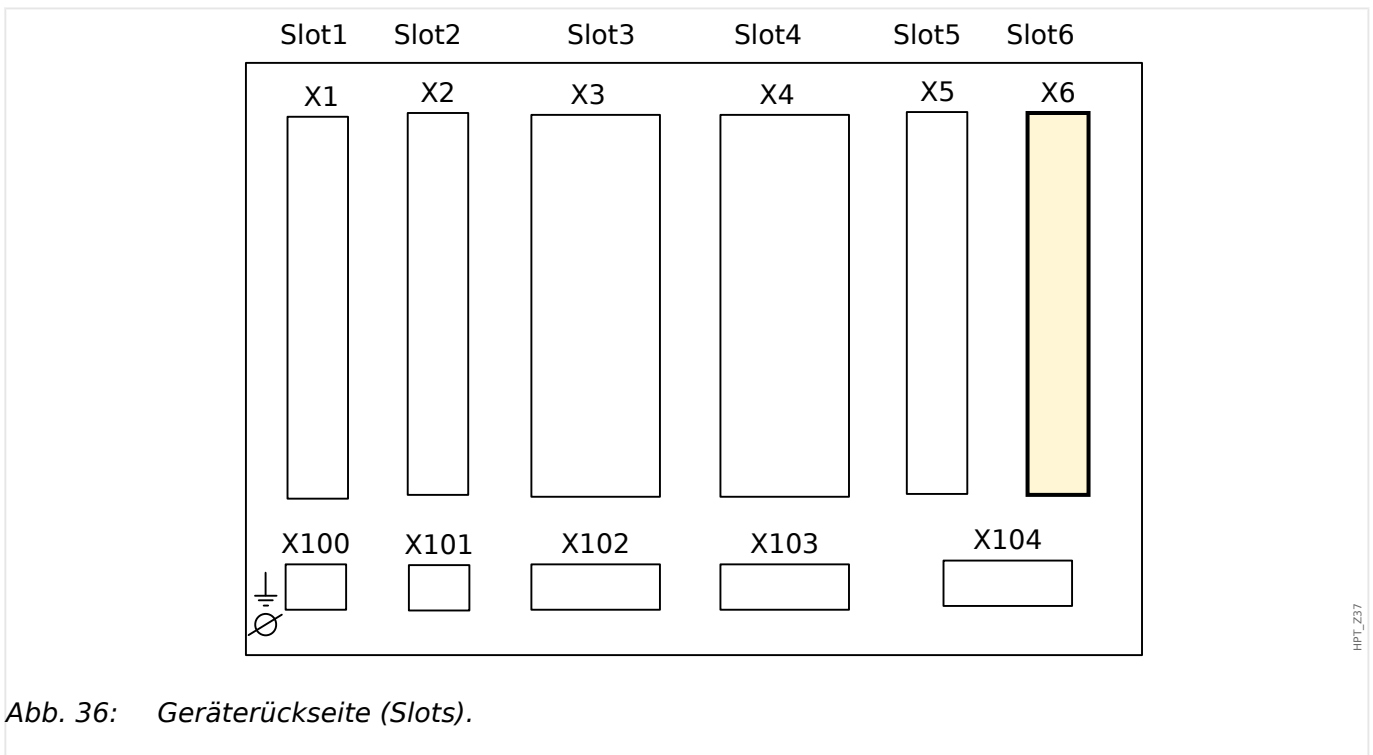 Slot1 Slot2 Slot3 Slot4 Slot5 Slot6
X1 X2 X3 X4 X5 X6
X100 X101 X102 X103 X104
HPT_Z37
Abb. 36: Geräterückseite (Slots).